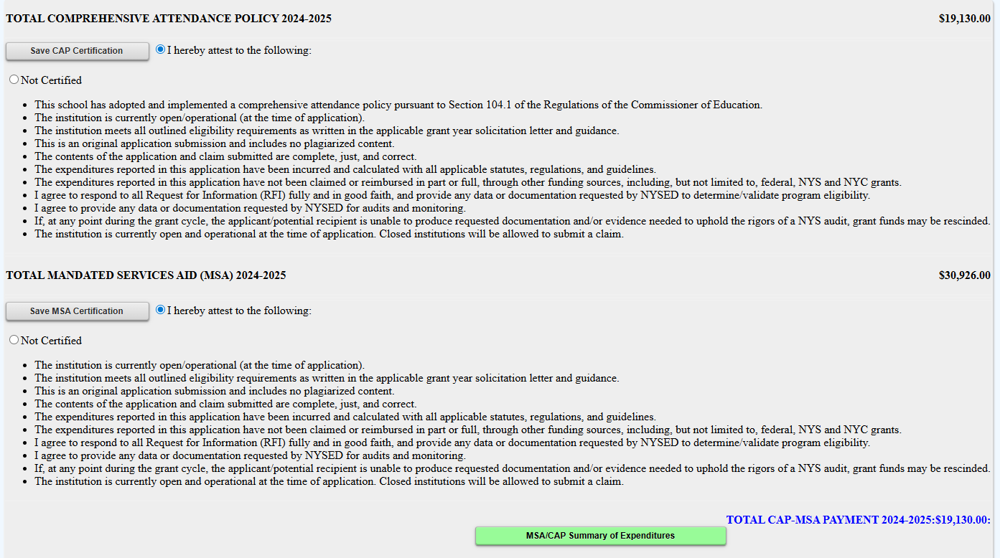 TOTAL COMPREHENSIVE ATTENDANCE POLICY 2024-2025 $19,130.00
Save CAP Certification I hereby attest to the following:
Not Certified
• This school has adopted and implemented a comprehensive attendance policy pursuant to Section 104.1 of the Regulations of the Commissioner of Education.
• The institution is currently open/operational (at the time of application).
• The institution meets all outlined eligibility requirements as written in the applicable grant year solicitation letter and guidance.
• This is an original application submission and includes no plagiarized content.
• The contents of the application and claim submitted are complete, just, and correct.
• The expenditures reported in this application have been incurred and calculated with all applicable statutes, regulations, and guidelines.
• The expenditures reported in this application have not been claimed or reimbursed in part or full, through other funding sources, including, but not limited to, federal, NYS and NYC grants.
• I agree to respond to all Request for Information (RFI) fully and in good faith, and provide any data or documentation requested by NYSED to determine/validate program eligibility.
• I agree to provide any data or documentation requested by NYSED for audits and monitoring.
• If, at any point during the grant cycle, the applicant/potential recipient is unable to produce requested documentation and/or evidence needed to uphold the rigors of a NYS audit, grant funds may be rescinded.
• The institution is currently open and operational at the time of application. Closed institutions will be allowed to submit a claim.
TOTAL MANDATED SERVICES AID (MSA) 2024-2025 $30,926.00
Save MSA Certification I hereby attest to the following:
Not Certified
• The institution is currently open/operational (at the time of application).
• The institution meets all outlined eligibility requirements as written in the applicable grant year solicitation letter and guidance.
• This is an original application submission and includes no plagiarized content.
• The contents of the application and claim submitted are complete, just, and correct.
• The expenditures reported in this application have been incurred and calculated with all applicable statutes, regulations, and guidelines.
• The expenditures reported in this application have not been claimed or reimbursed in part or full, through other funding sources, including, but not limited to, federal, NYS and NYC grants.
• I agree to respond to all Request for Information (RFI) fully and in good faith, and provide any data or documentation requested by NYSED to determine/validate program eligibility.
• I agree to provide any data or documentation requested by NYSED for audits and monitoring.
• If, at any point during the grant cycle, the applicant/potential recipient is unable to produce requested documentation and/or evidence needed to uphold the rigors of a NYS audit, grant funds may be rescinded.
• The institution is currently open and operational at the time of application. Closed institutions will be allowed to submit a claim.
TOTAL CAP-MSA PAYMENT 2024-2025:$19,130.00:
MSA/CAP Summary of Expenditures